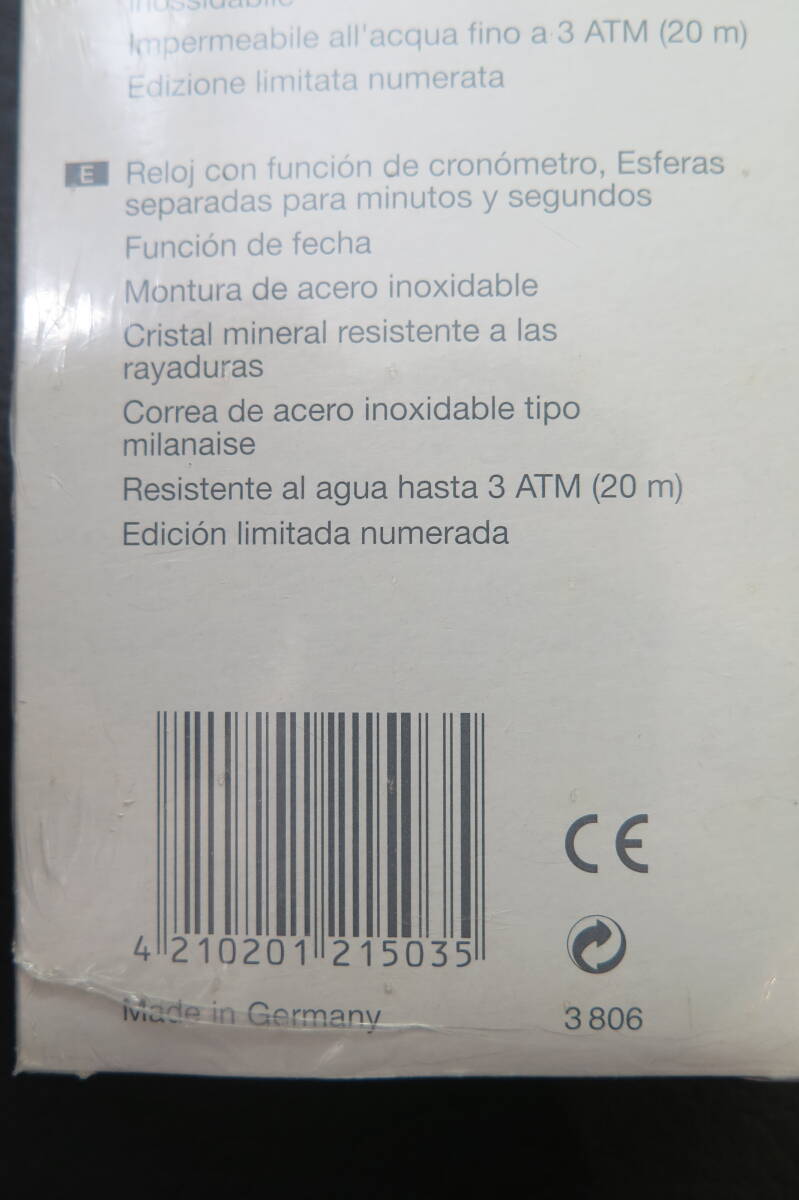 Inossidabile
Impermeabile all'acqua fino a 3 ATM (20 m)
Edizione limitata numerata
E Reloj con función de cronómetro, Esferas
separadas para minutos y segundos
Función de fecha
Montura de acero inoxidable
Cristal mineral resistente a las
rayaduras
Correa de acero inoxidable tipo
milanaise
Resistente al agua hasta 3 ATM (20 m)
Edición limitada numerada
CE
4 210201 215035
Made in Germany
3 806